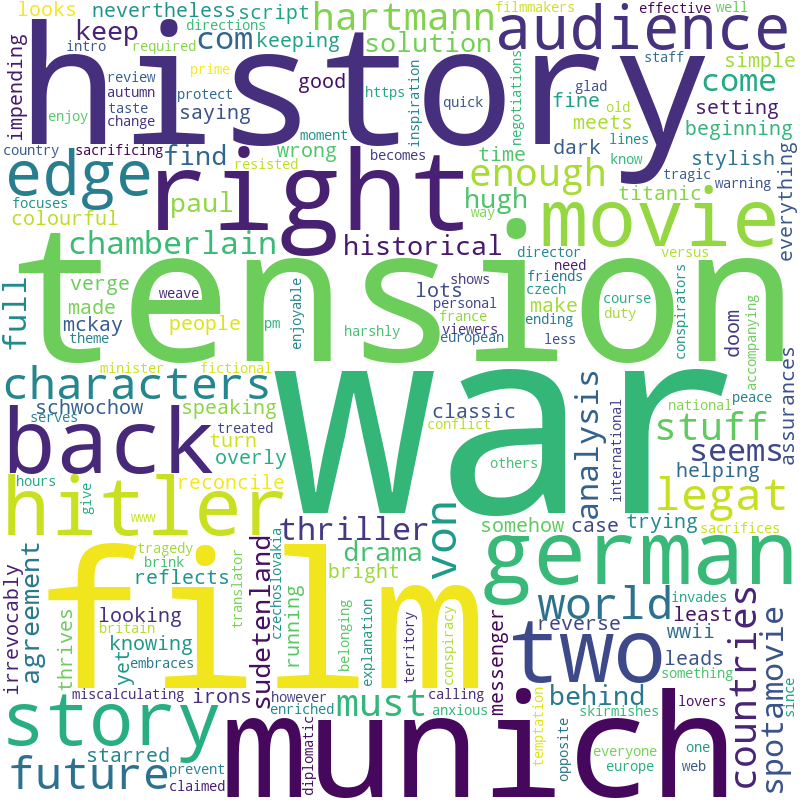 looks
nevertheless
script
hartmann
filmmakers
effective
well
directions
audience
intro
required
keep
com
keeping
solution
staff
impending
history
review
prime
good
https
inspiration
quick
negotiations
glad
old
simple
come
autumn
protect
saying
fine
meets
setting
enjoy
taste
change
moment
lines
beginning
country
sacrificing
find
wrong
becomes
time
dark
know
stylish
everything
resisted
tragic
warning
edge
right
enough
titanic
focuses
paul
hugh
way
movie
colourful
chamberlain
historical
director
versus
full
tension
verge
weave
shows
friends
need
lots
personal
czech
course
made
enjoyable
france
make
duty
conspirators
accompanying
mckay
people
pm
harshly
viewers
ending
doom
theme
european
less
minister
fictional
war
assurances
characters
analysis
national
peace
schwochow
speaking
classic
international
stuff
serves
treated
conflict
back
turn
seems
overly
others
helping
hours
reconcile
legat
give
hitler
www
thriller
von
somehow
case
trying
sacrifices
tragedy
translator
czechoslovakia
drama
german
brink
bright
irrevocably
agreement
reflects
sudetenland
running
film
looking
belonging
explanation
territory
conspiracy
world
invades
countries
spotamovie
thrives
britain
reverse
least
knowing
two
wwii
yet
embraces
leads
something
since
miscalculating
irons
however
must
calling
messenger
behind
lovers
story
enriched
anxious
skirmishes
starred
munich
diplomatic
temptation
opposite
everyone
one
future
prevent
europe
web
claimed